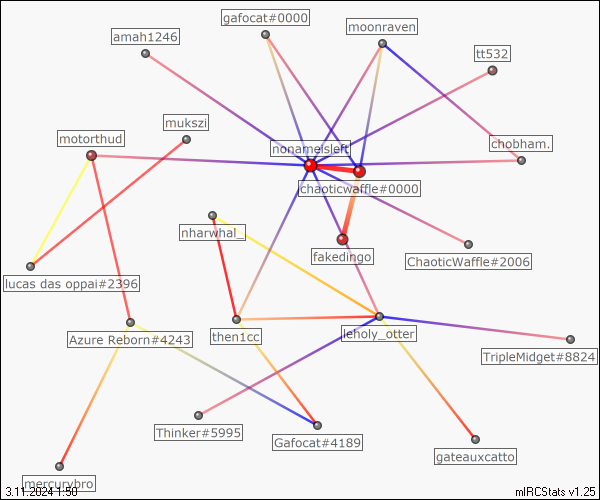 gafocat#0000
moonraven
amah1246
tt532
mukszi
motorthud
chobham.
nonameisleft
chaoticwaffle#0000
nharwhal_
fakedingo
ChaoticWaffle#2006
lucas das oppai#2396
Azure Reborn#4243
then1cc
leholy_otter
TripleMidget#8824
Thinker#5995
Gafocat#4189
gateauxcatto
mercurybro
3.11.2024 1:50
mIRCStats v1.25